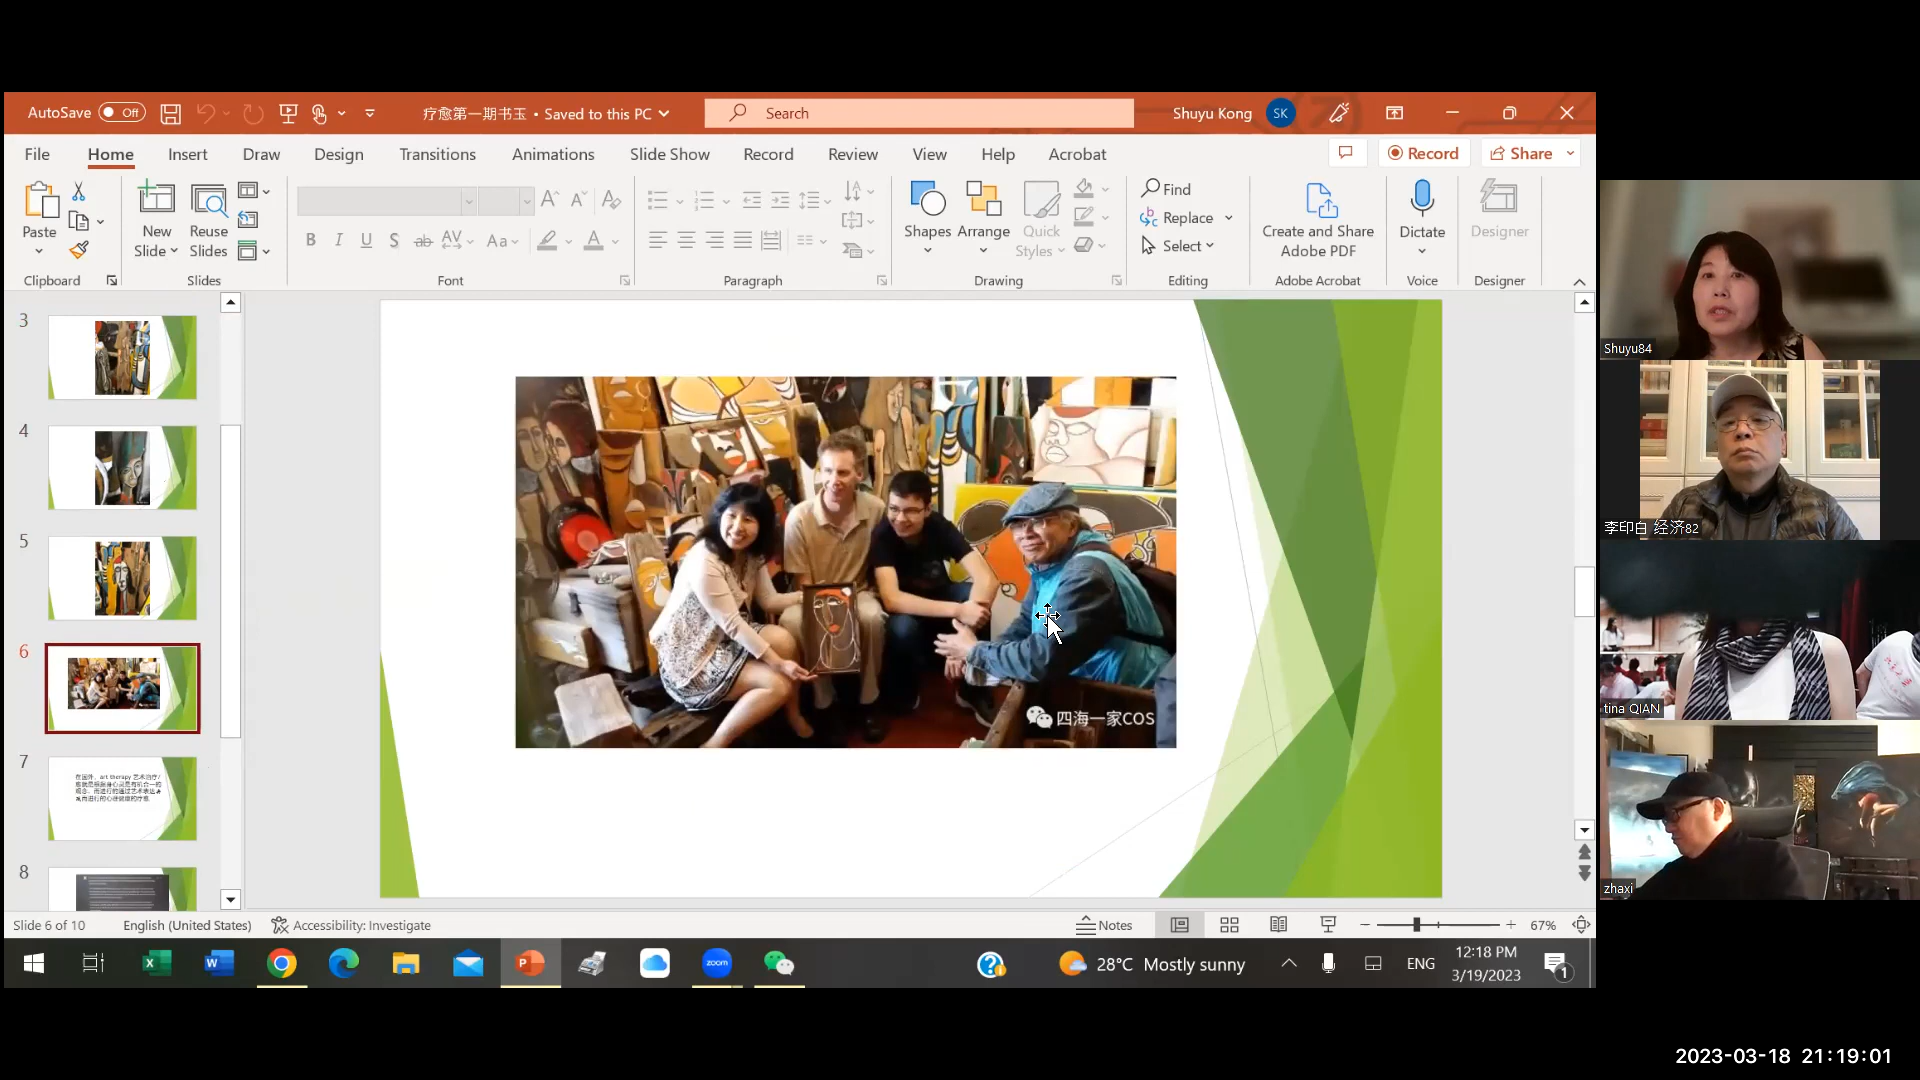 AutoSave Off
疗愈第一期书玉 • Saved to this PC
Search
Shuyu Kong SK
File Home Insert Draw Design Transitions Animations Slide Show Record Review View Help Acrobat
Record Share
Paste
New Slide
Reuse Slides
B I U S ab AV Aa A
Shapes Arrange Quick Styles
Find
Replace
Select
Create and Share Adobe PDF
Dictate
Designer
Clipboard Slides Font Paragraph Drawing Editing Adobe Acrobat Voice Designer
3
4
5
6
7
8
四海一家COS
Slide 6 of 10 English (United States) Accessibility: Investigate
Notes 67%
zoom
28°C Mostly sunny
ENG
12:18 PM
3/19/2023
1
Shuyu84
李印白 经济82
tina QIAN
zhaxi
2023-03-18 21:19:01